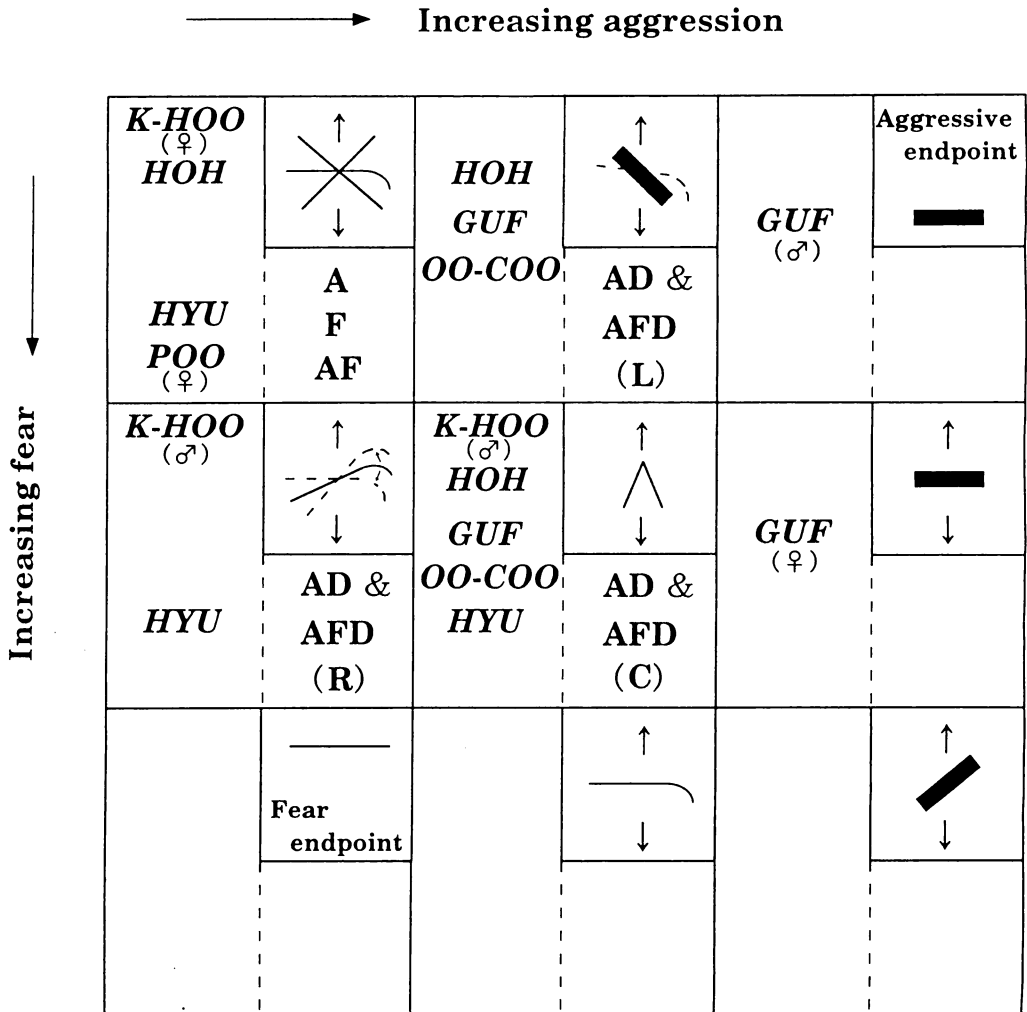 Increasing aggression
Increasing fear
K-HOO
(♀)
HOH
HYU
POO
(♀)
A
F
AF
HOH
GUF
OO-COO
AD &
AFD
(L)
GUF
(♂)
Aggressive
endpoint
K-HOO
(♂)
HYU
AD &
AFD
(R)
K-HOO
(♂)
HOH
GUF
OO-COO
HYU
AD &
AFD
(C)
GUF
(♀)
Fear
endpoint